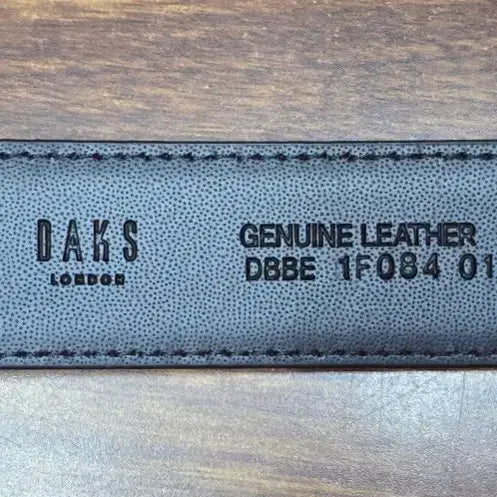 DAKS
LONDON
GENUINE LEATHER
DBBE 1F084 01